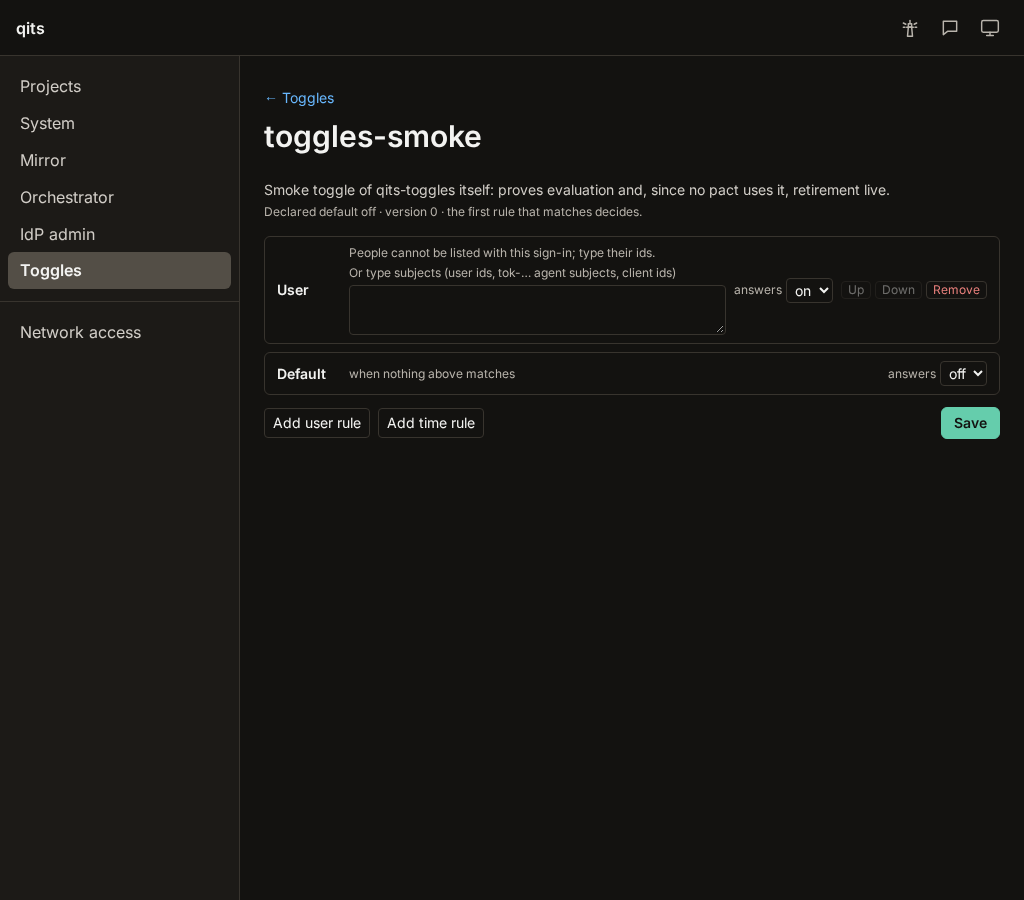 qits
Projects
System
Mirror
Orchestrator
IdP admin
Toggles
Network access
← Toggles
toggles-smoke
Smoke toggle of qits-toggles itself: proves evaluation and, since no pact uses it, retirement live.
Declared default off · version 0 · the first rule that matches decides.
People cannot be listed with this sign-in; type their ids.
Or type subjects (user ids, tok-... agent subjects, client ids)
User
answers on Up Down Remove
Default when nothing above matches answers off
Add user rule Add time rule Save